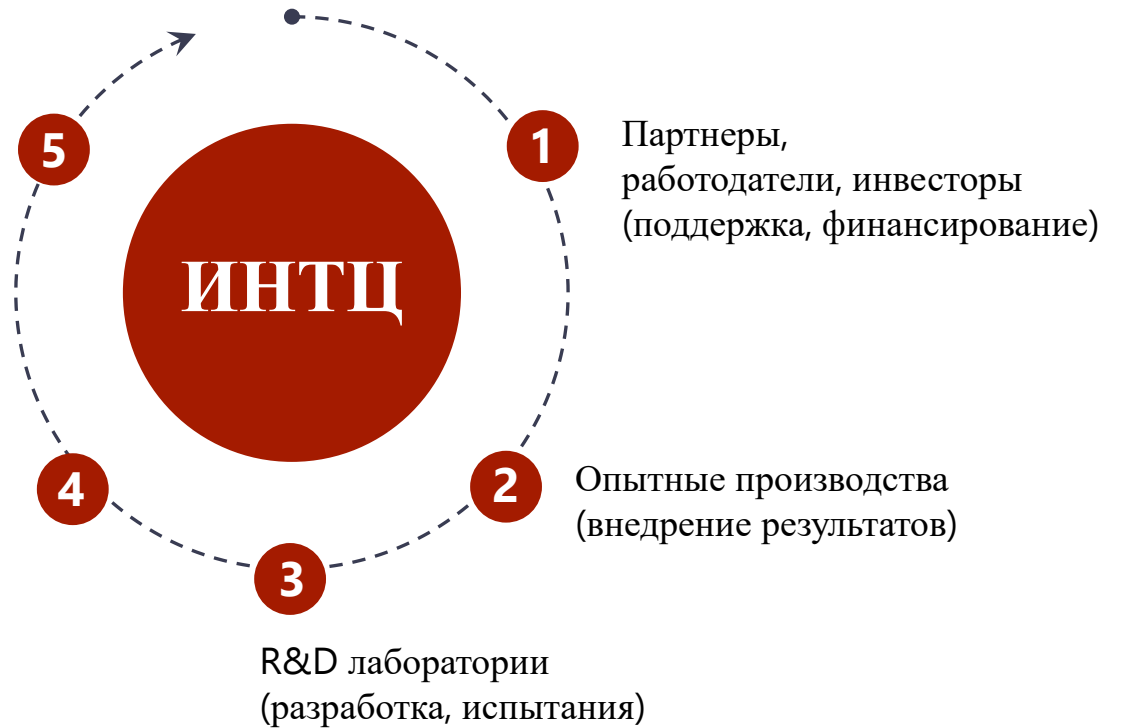 5
1
Партнеры,
работодатели, инвесторы
(поддержка, финансирование)
ИНТЦ
4
2
Опытные производства
(внедрение результатов)
3
R&D лаборатории
(разработка, испытания)